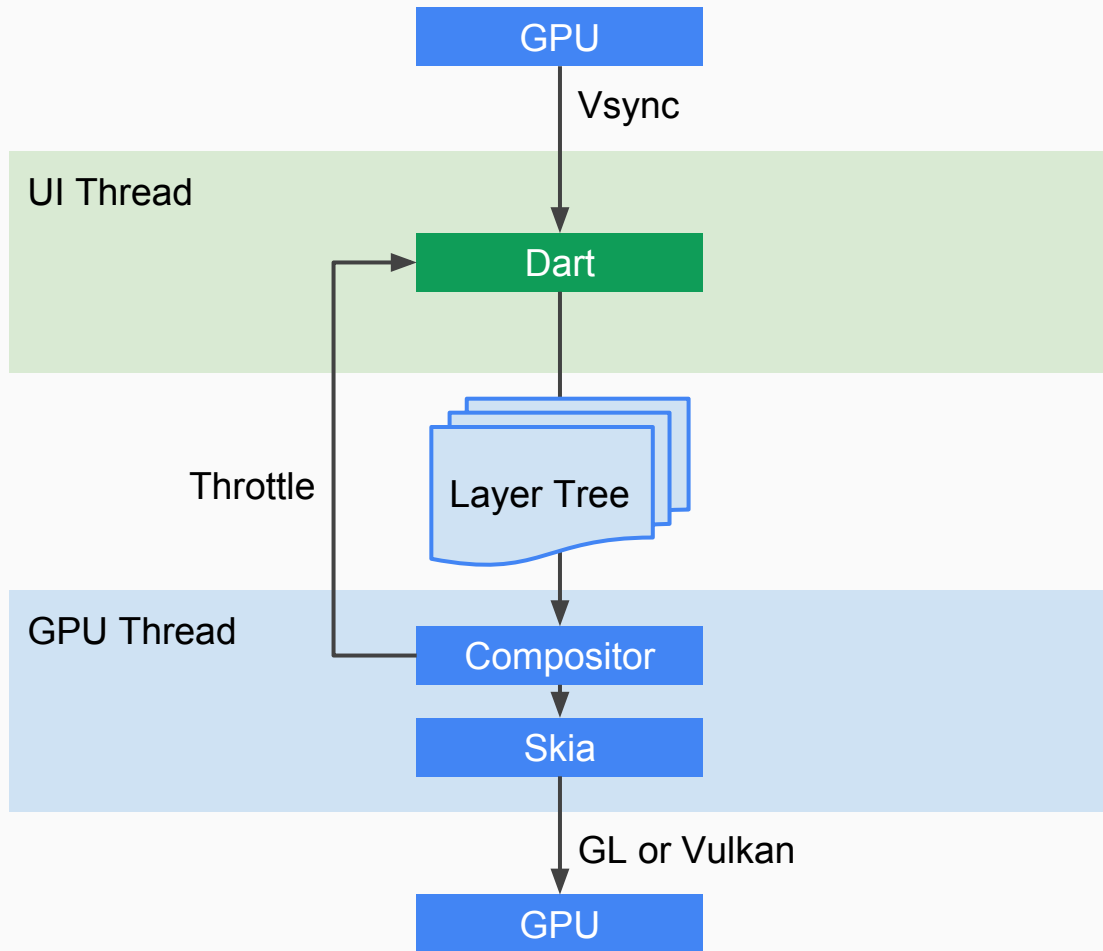 GPU
Vsync
UI Thread
Dart
Throttle
Layer Tree
GPU Thread
Compositor
Skia
GL or Vulkan
GPU